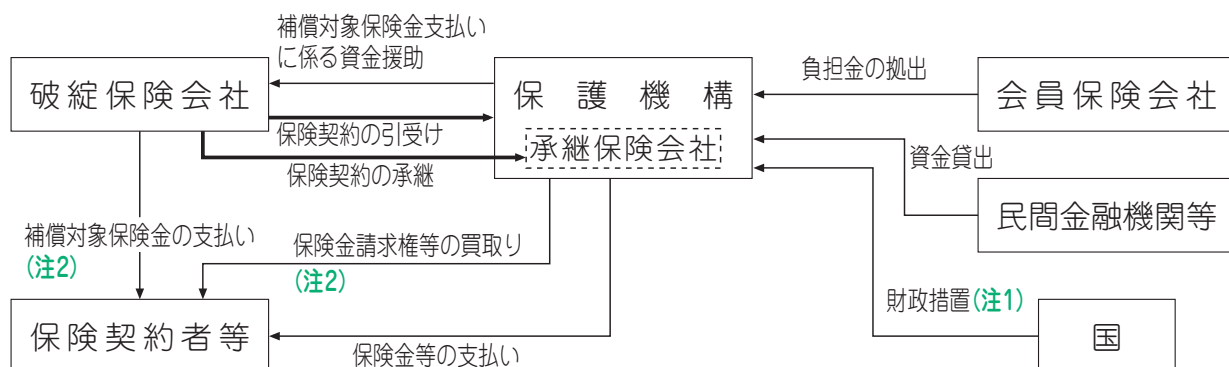 補償対象保険金支払い
に係る資金援助
破綻保険会社
保護機構
負担金の拠出
会員保険会社
保険契約の引受け
承継保険会社
保険契約の承継
資金貸出
民間金融機関等
補償対象保険金の支払い
(注2)
保険金請求権等の買取り
(注2)
財政措置(注1)
保険契約者等
保険金等の支払い
国